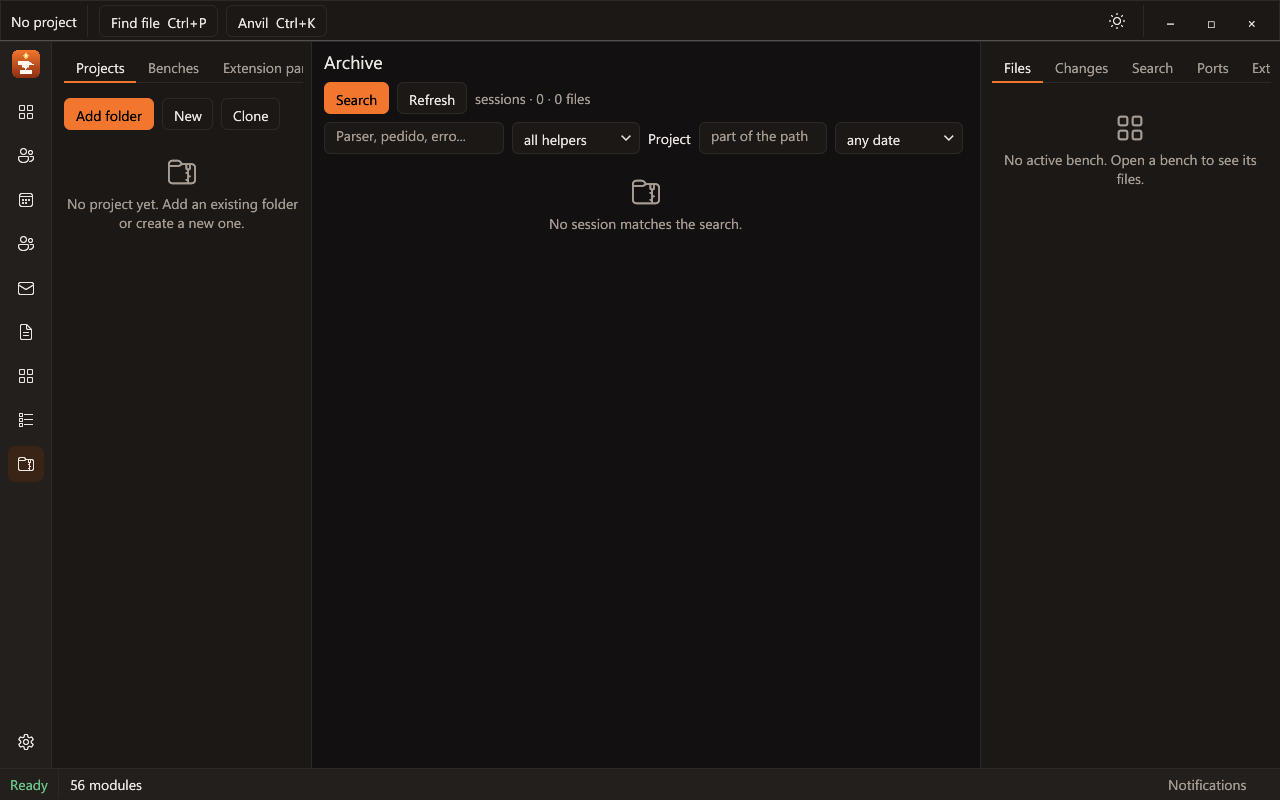 No project
Find file Ctrl+P
Anvil Ctrl+K
Projects
Benches
Extension pa
Add folder
New
Clone
No project yet. Add an existing folder
or create a new one.
Archive
Search
Refresh
sessions · 0 · 0 files
Parser, pedido, erro...
all helpers
Project
part of the path
any date
No session matches the search.
Files
Changes
Search
Ports
Ext
No active bench. Open a bench to see its
files.
Ready
56 modules
Notifications